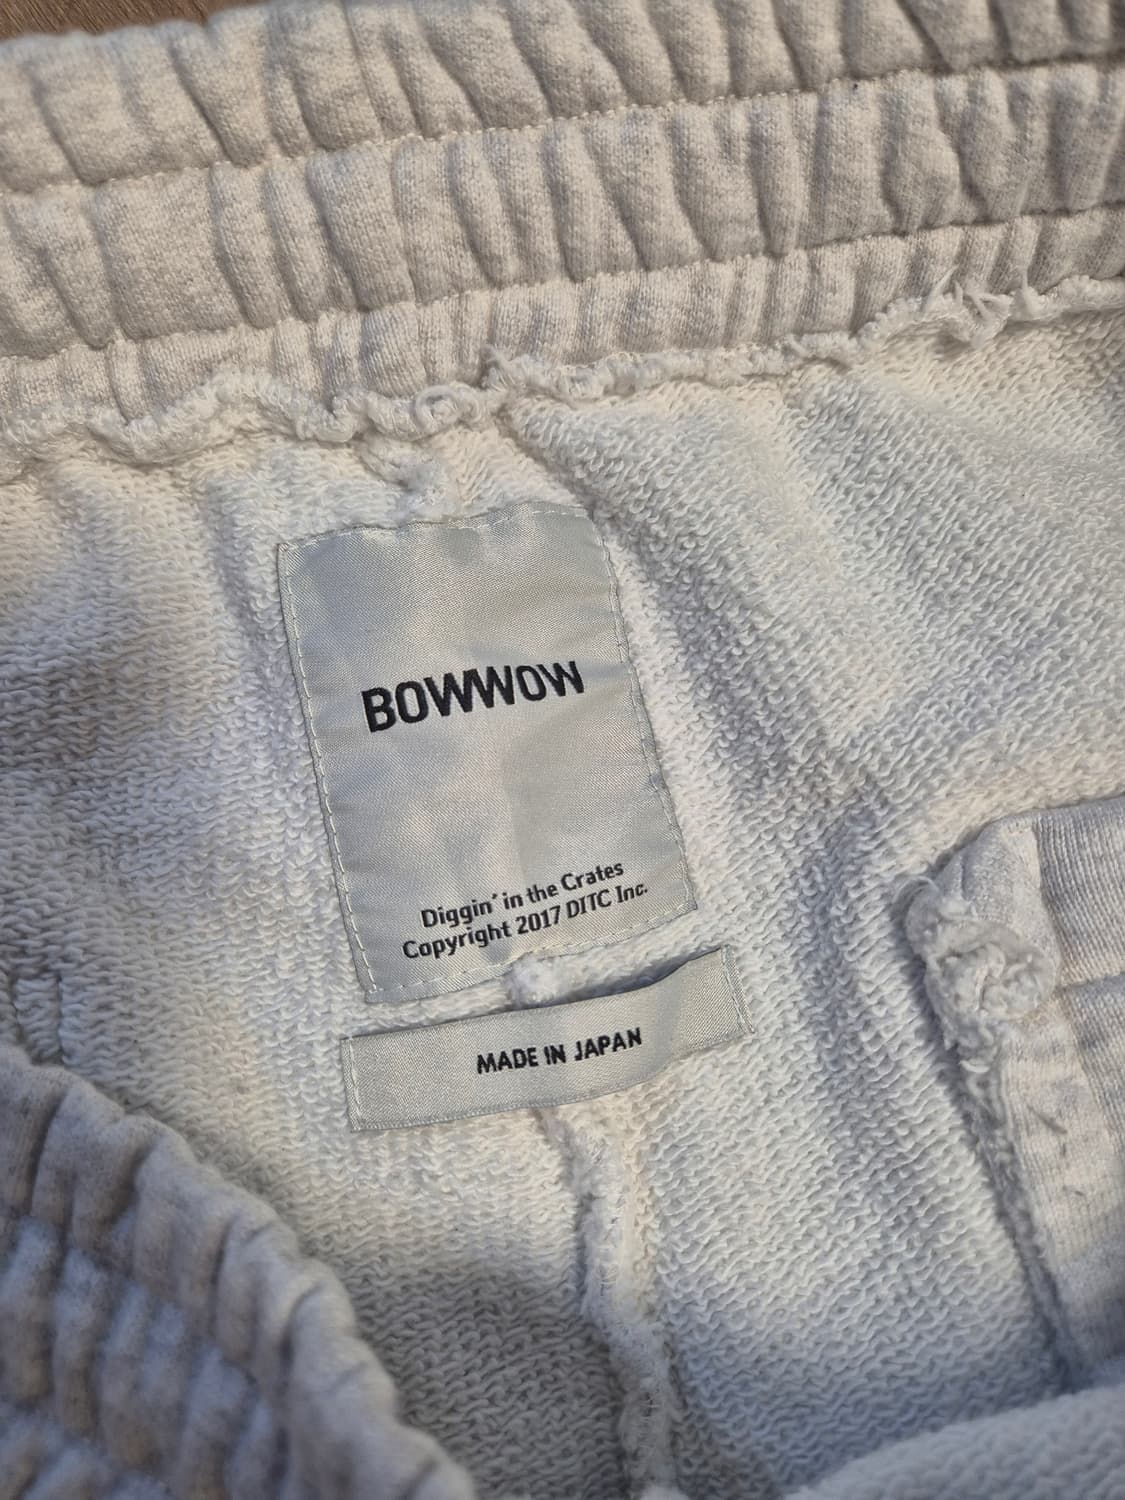 BOWWOW
Diggin' in the Crates
Copyright 2017 DITC Inc.
MADE IN JAPAN